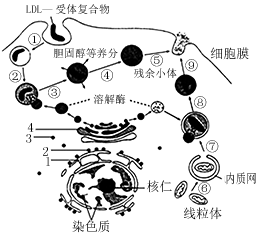 LDL—受体复合物
①
②
③
胆固醇等养分
④
⑤
残余小体
细胞膜
⑨
溶解酶
⑧
4
3
2
1
⑦
内质网
核仁
⑥
染色质
线粒体